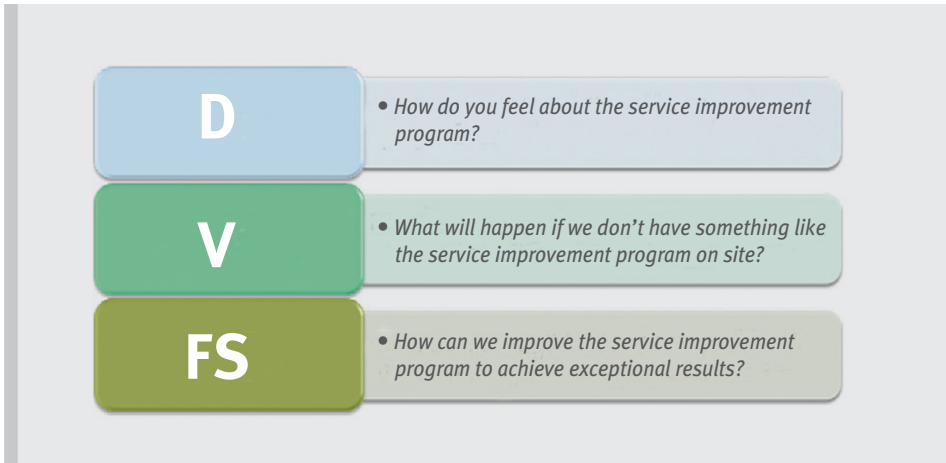 D
• How do you feel about the service improvement
program?
V
• What will happen if we don’t have something like
the service improvement program on site?
FS
• How can we improve the service improvement
program to achieve exceptional results?